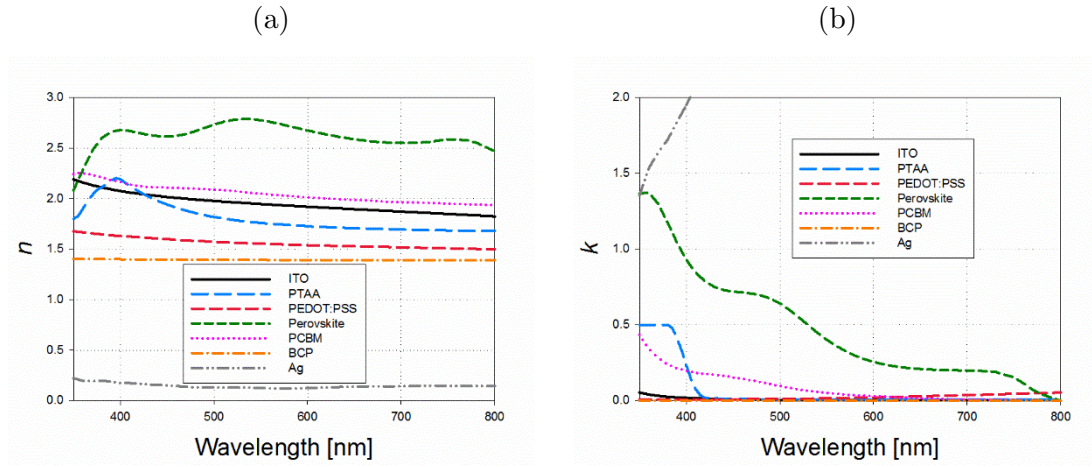 (a)
(b)
3.0
2.5
2.0
1.5
1.0
0.5
0.0
n
400
500
600
700
800
Wavelength [nm]
ITO
PTAA
PEDOT:PSS
Perovskite
PCBM
BCP
Ag
2.0
1.5
1.0
0.5
0.0
k
400
500
600
700
800
Wavelength [nm]
ITO
PTAA
PEDOT:PSS
Perovskite
PCBM
BCP
Ag